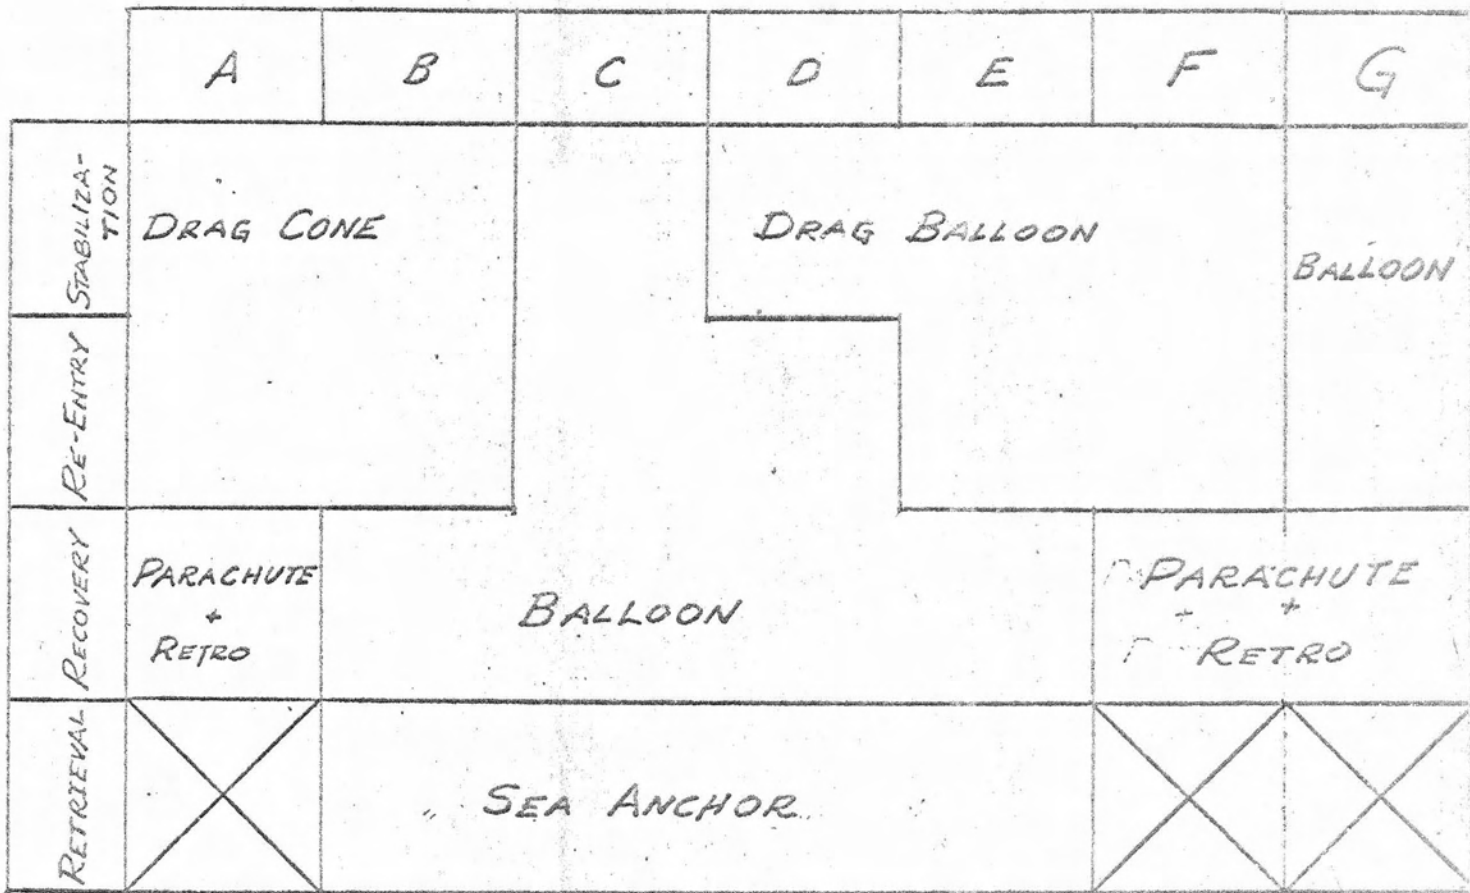 A B C D E F G
STABILIZA-
TION
DRAG CONE
DRAG BALLOON
BALLOON
RE-ENTRY
RECOVERY
PARACHUTE
+
RETRO
BALLOON
PARACHUTE
+ +
RETRO
RETRIEVAL
SEA ANCHOR